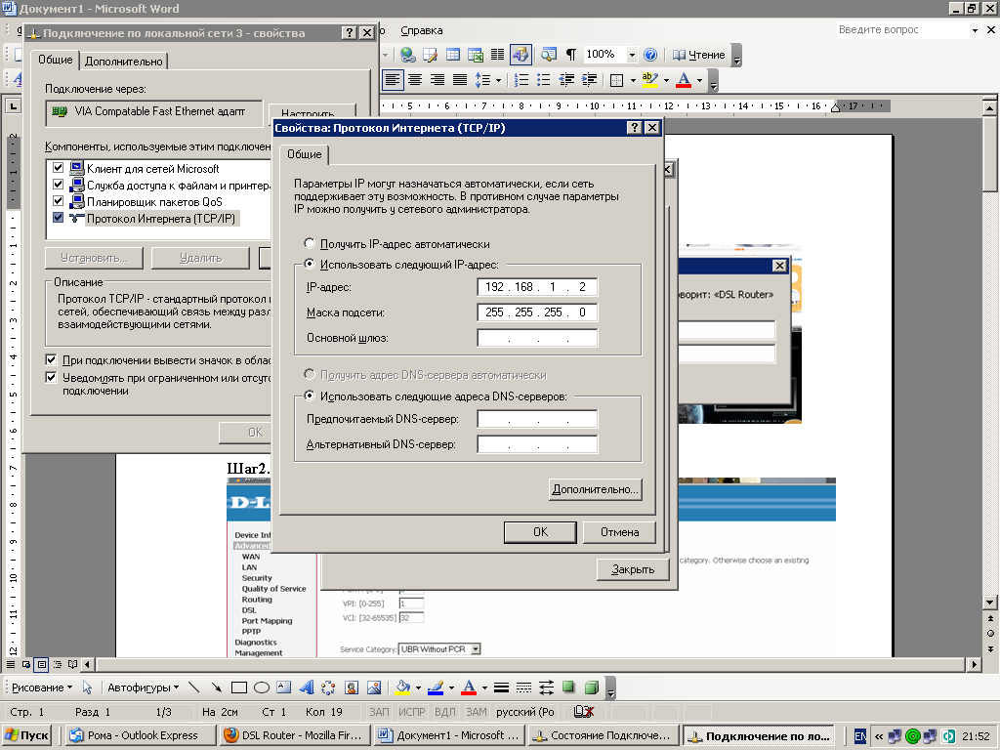 Документ1 - Microsoft Word
Подключение по локальной сети 3 - свойства
Справка
Введите вопрос
100%
Чтение
Общие
Дополнительно
Подключение через:
VIA Compatable Fast Ethernet адапт
Настроить...
Компоненты, используемые этим подключен
Клиент для сетей Microsoft
Служба доступа к файлам и принтера
Планировщик пакетов QoS
Протокол Интернета (TCP/IP)
Установить...
Удалить
Описание
Протокол TCP/IP - стандартный протокол
сетей, обеспечивающий связь между раз
взаимодействующими сетями.
При подключении вывести значок в обла
Уведомлять при ограниченном или отсу
подключении
OK
Свойства: Протокол Интернета (TCP/IP)
Общие
Параметры IP могут назначаться автоматически, если сеть
поддерживает эту возможность. В противном случае параметры
IP можно получить у сетевого администратора.
Получить IP-адрес автоматически
Использовать следующий IP-адрес:
IP-адрес:
192 . 168 . 1 . 2
Маска подсети:
255 . 255 . 255 . 0
Основной шлюз:
. . .
Получить адрес DNS-сервера автоматически
Использовать следующие адреса DNS-серверов:
Предпочитаемый DNS-сервер:
. . .
Альтернативный DNS-сервер:
. . .
Дополнительно...
OK
Отмена
Закрыть
ворит: «DSL Router»
Шаг2.
D-L
Device Inf
Advanced
WAN
LAN
Security
Quality of Service
Routing
DSL
Port Mapping
PPTP
Diagnostics
Management
category. Otherwise choose an existing
VPI: [0-255]
1
VCI: [32-65535]
32
Service Category:
UBR Without PCR
Рисование
Автофигуры
Стр. 1
Разд 1
1/3
На 2см
Ст 1
Кол 19
ЗАП
ИСПР
ВДЛ
ЗАМ
русский (Ро
Пуск
Рома - Outlook Express
DSL Router - Mozilla Fir...
Документ1 - Microsoft ...
Состояние Подключе...
Подключение по ло...
EN
«
21:52